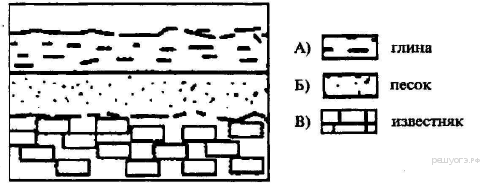 А) глина
Б) песок
В) известняк
решуогэ.рф